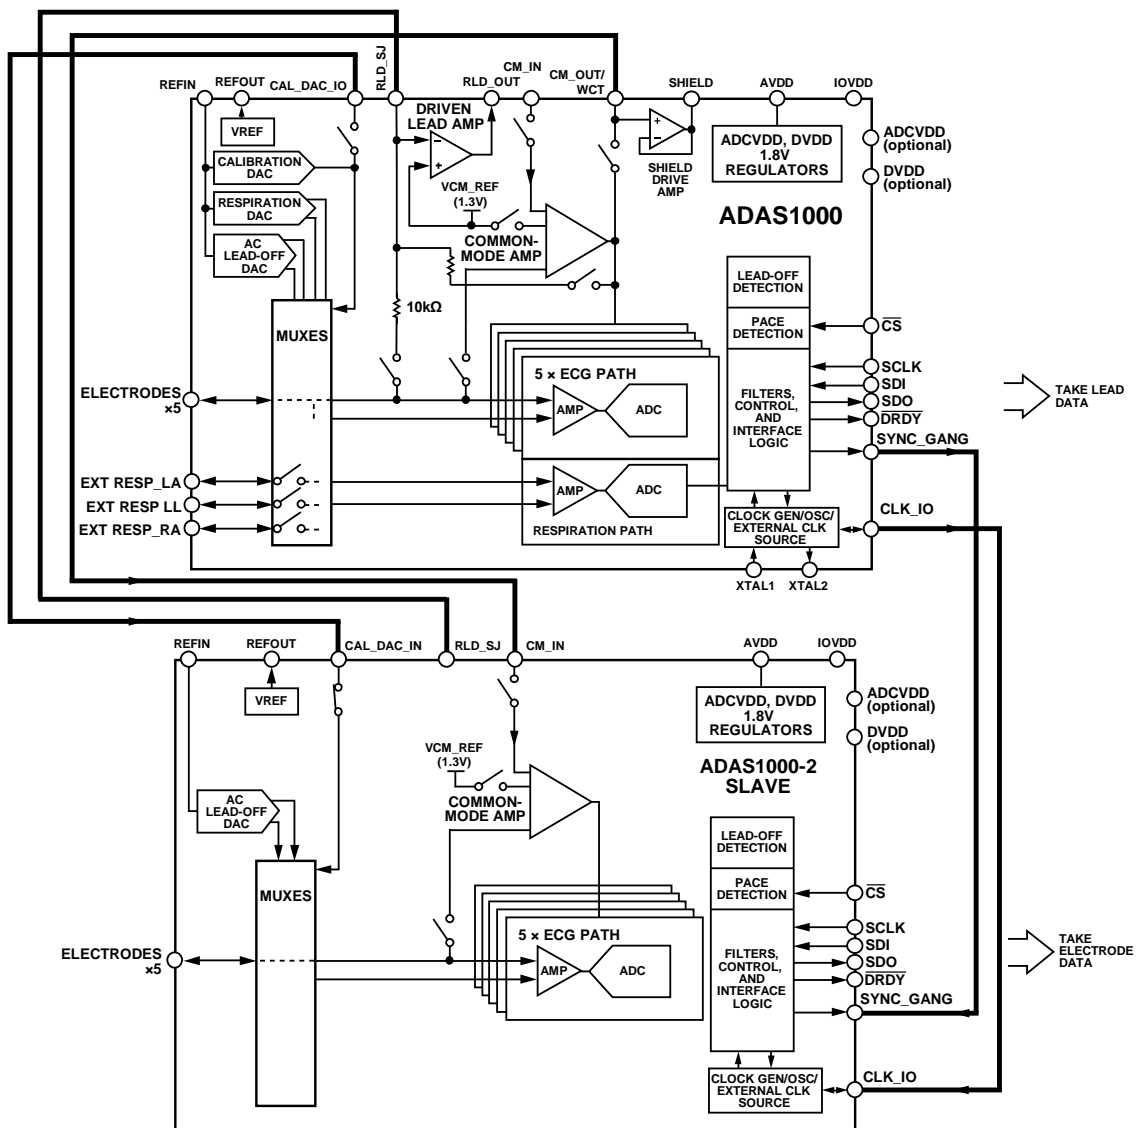 RLD_SJ
CM_IN
REFIN
REFOUT
CAL_DAC_IO
RLD_OUT
CM_OUT/
WCT
SHIELD
AVDD
IOVDD
DRIVEN
LEAD AMP
VREF
ADCVDD, DVDD
1.8V
REGULATORS
ADCVDD
(optional)
DVDD
(optional)
CALIBRATION
DAC
SHIELD
DRIVE
AMP
VCM_REF
(1.3V)
RESPIRATION
DAC
ADAS1000
COMMON-
MODE AMP
AC
LEAD-OFF
DAC
LEAD-OFF
DETECTION
10kΩ
MUXES
PACE
DETECTION
CS
5 × ECG PATH
SCLK
SDI
SDO
DRDY
SYNC_GANG
ELECTRODES
×5
AMP
ADC
FILTERS,
CONTROL,
AND
INTERFACE
LOGIC
TAKE LEAD
DATA
EXT RESP_LA
EXT RESP LL
EXT RESP_RA
AMP
ADC
RESPIRATION PATH
CLOCK GEN/OSC/
EXTERNAL CLK
SOURCE
CLK_IO
XTAL1
XTAL2
REFIN
REFOUT
CAL_DAC_IN
RLD_SJ
CM_IN
AVDD
IOVDD
VREF
ADCVDD, DVDD
1.8V
REGULATORS
ADCVDD
(optional)
DVDD
(optional)
VCM_REF
(1.3V)
ADAS1000-2
SLAVE
COMMON-
MODE AMP
AC
LEAD-OFF
DAC
LEAD-OFF
DETECTION
MUXES
PACE
DETECTION
CS
5 × ECG PATH
SCLK
SDI
SDO
DRDY
SYNC_GANG
ELECTRODES
×5
AMP
ADC
FILTERS,
CONTROL,
AND
INTERFACE
LOGIC
TAKE
ELECTRODE
DATA
CLOCK GEN/OSC/
EXTERNAL CLK
SOURCE
CLK_IO